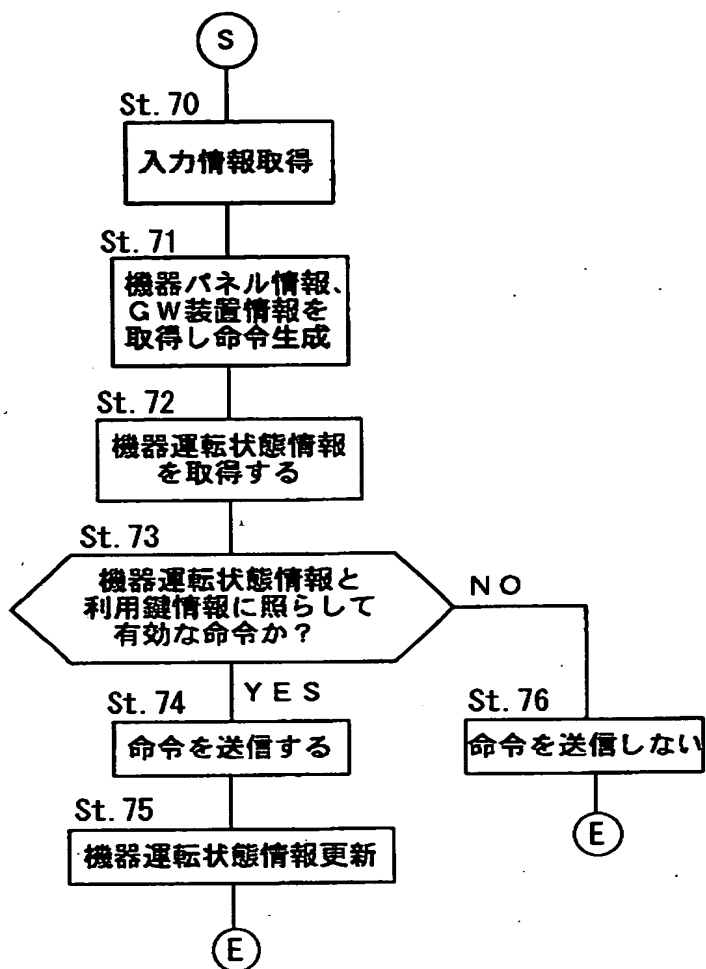 S
St. 70
入力情報取得
St. 71
機器パネル情報、
GW装置情報を
取得し命令生成
St. 72
機器運転状態情報
を取得する
St. 73
機器運転状態情報と
利用鍵情報に照らして
有効な命令か？
NO
YES
St. 74
命令を送信する
St. 76
命令を送信しない
E
St. 75
機器運転状態情報更新
E